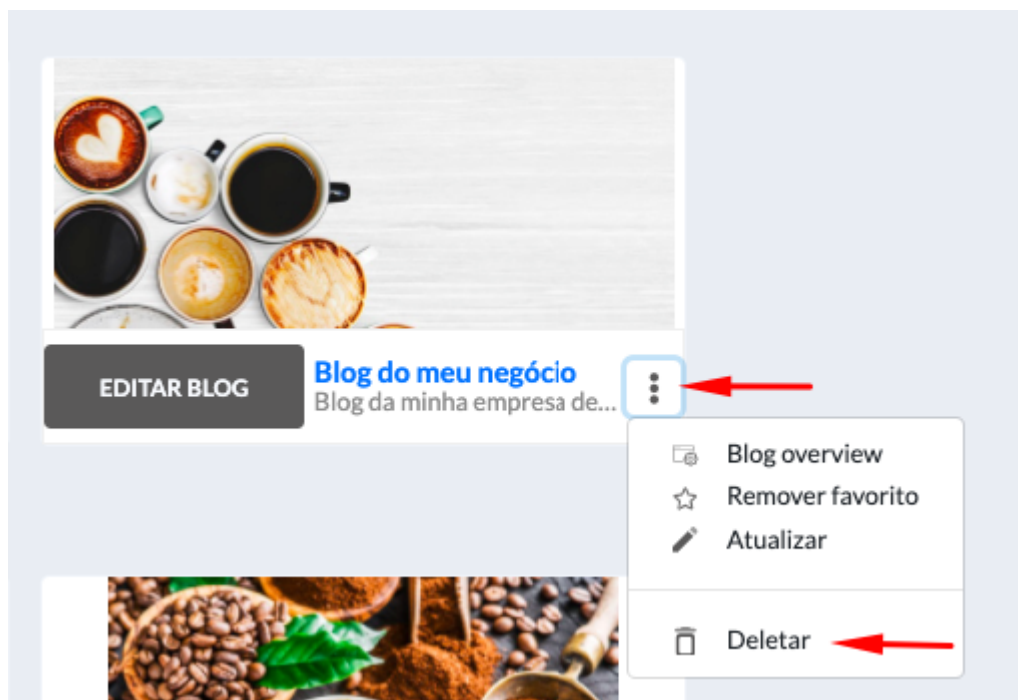 EDITAR BLOG
Blog do meu negócio
Blog da minha empresa de...
Blog overview
Remover favorito
Atualizar
Deletar